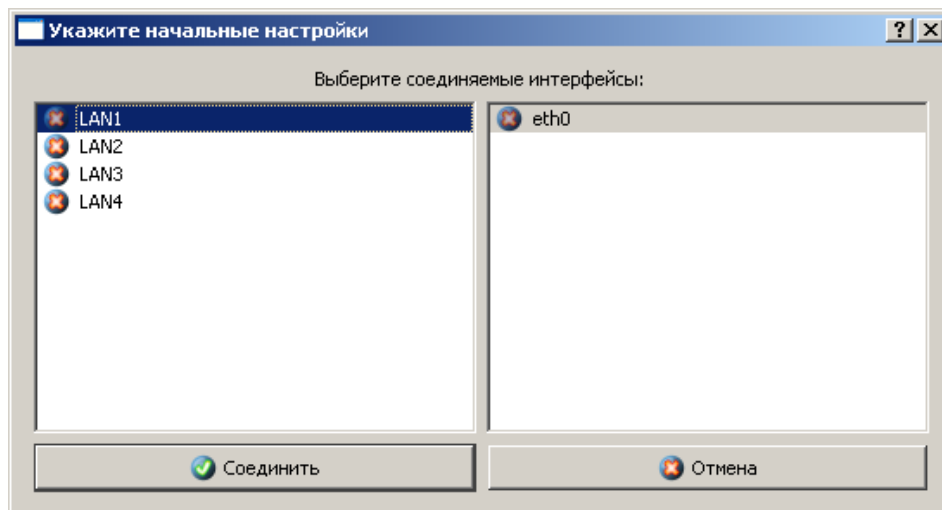 Укажите начальные настройки
Выберите соединяемые интерфейсы:
LAN1
LAN2
LAN3
LAN4
eth0
Соединить
Отмена